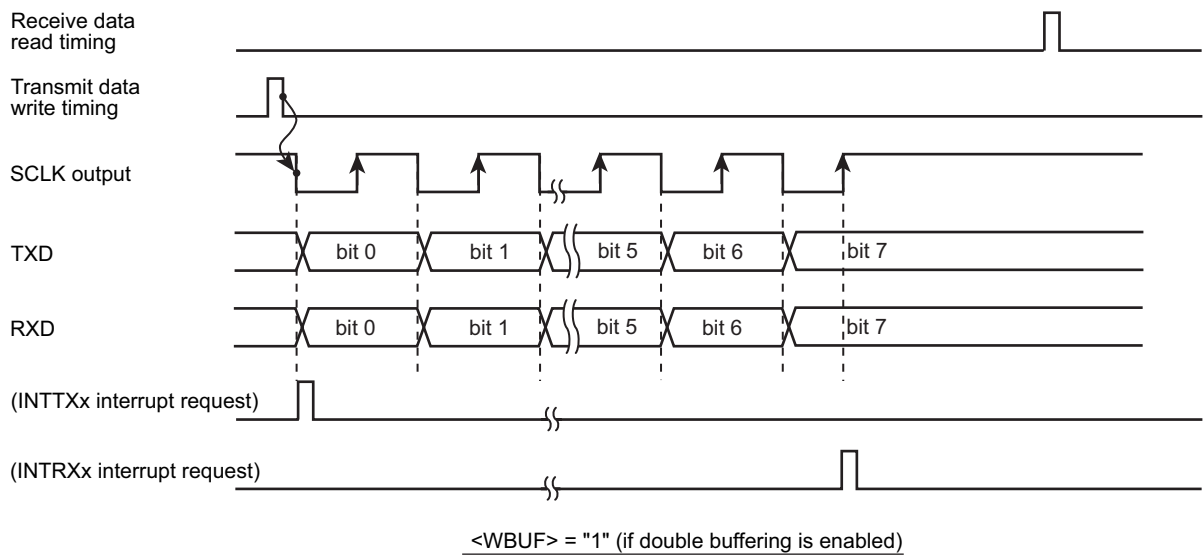 Receive data
read timing
Transmit data
write timing
SCLK output
TXD
bit 0
bit 1
bit 5
bit 6
bit 7
RXD
bit 0
bit 1
bit 5
bit 6
bit 7
(INTTXx interrupt request)
(INTRXx interrupt request)
<WBUF> = "1" (if double buffering is enabled)